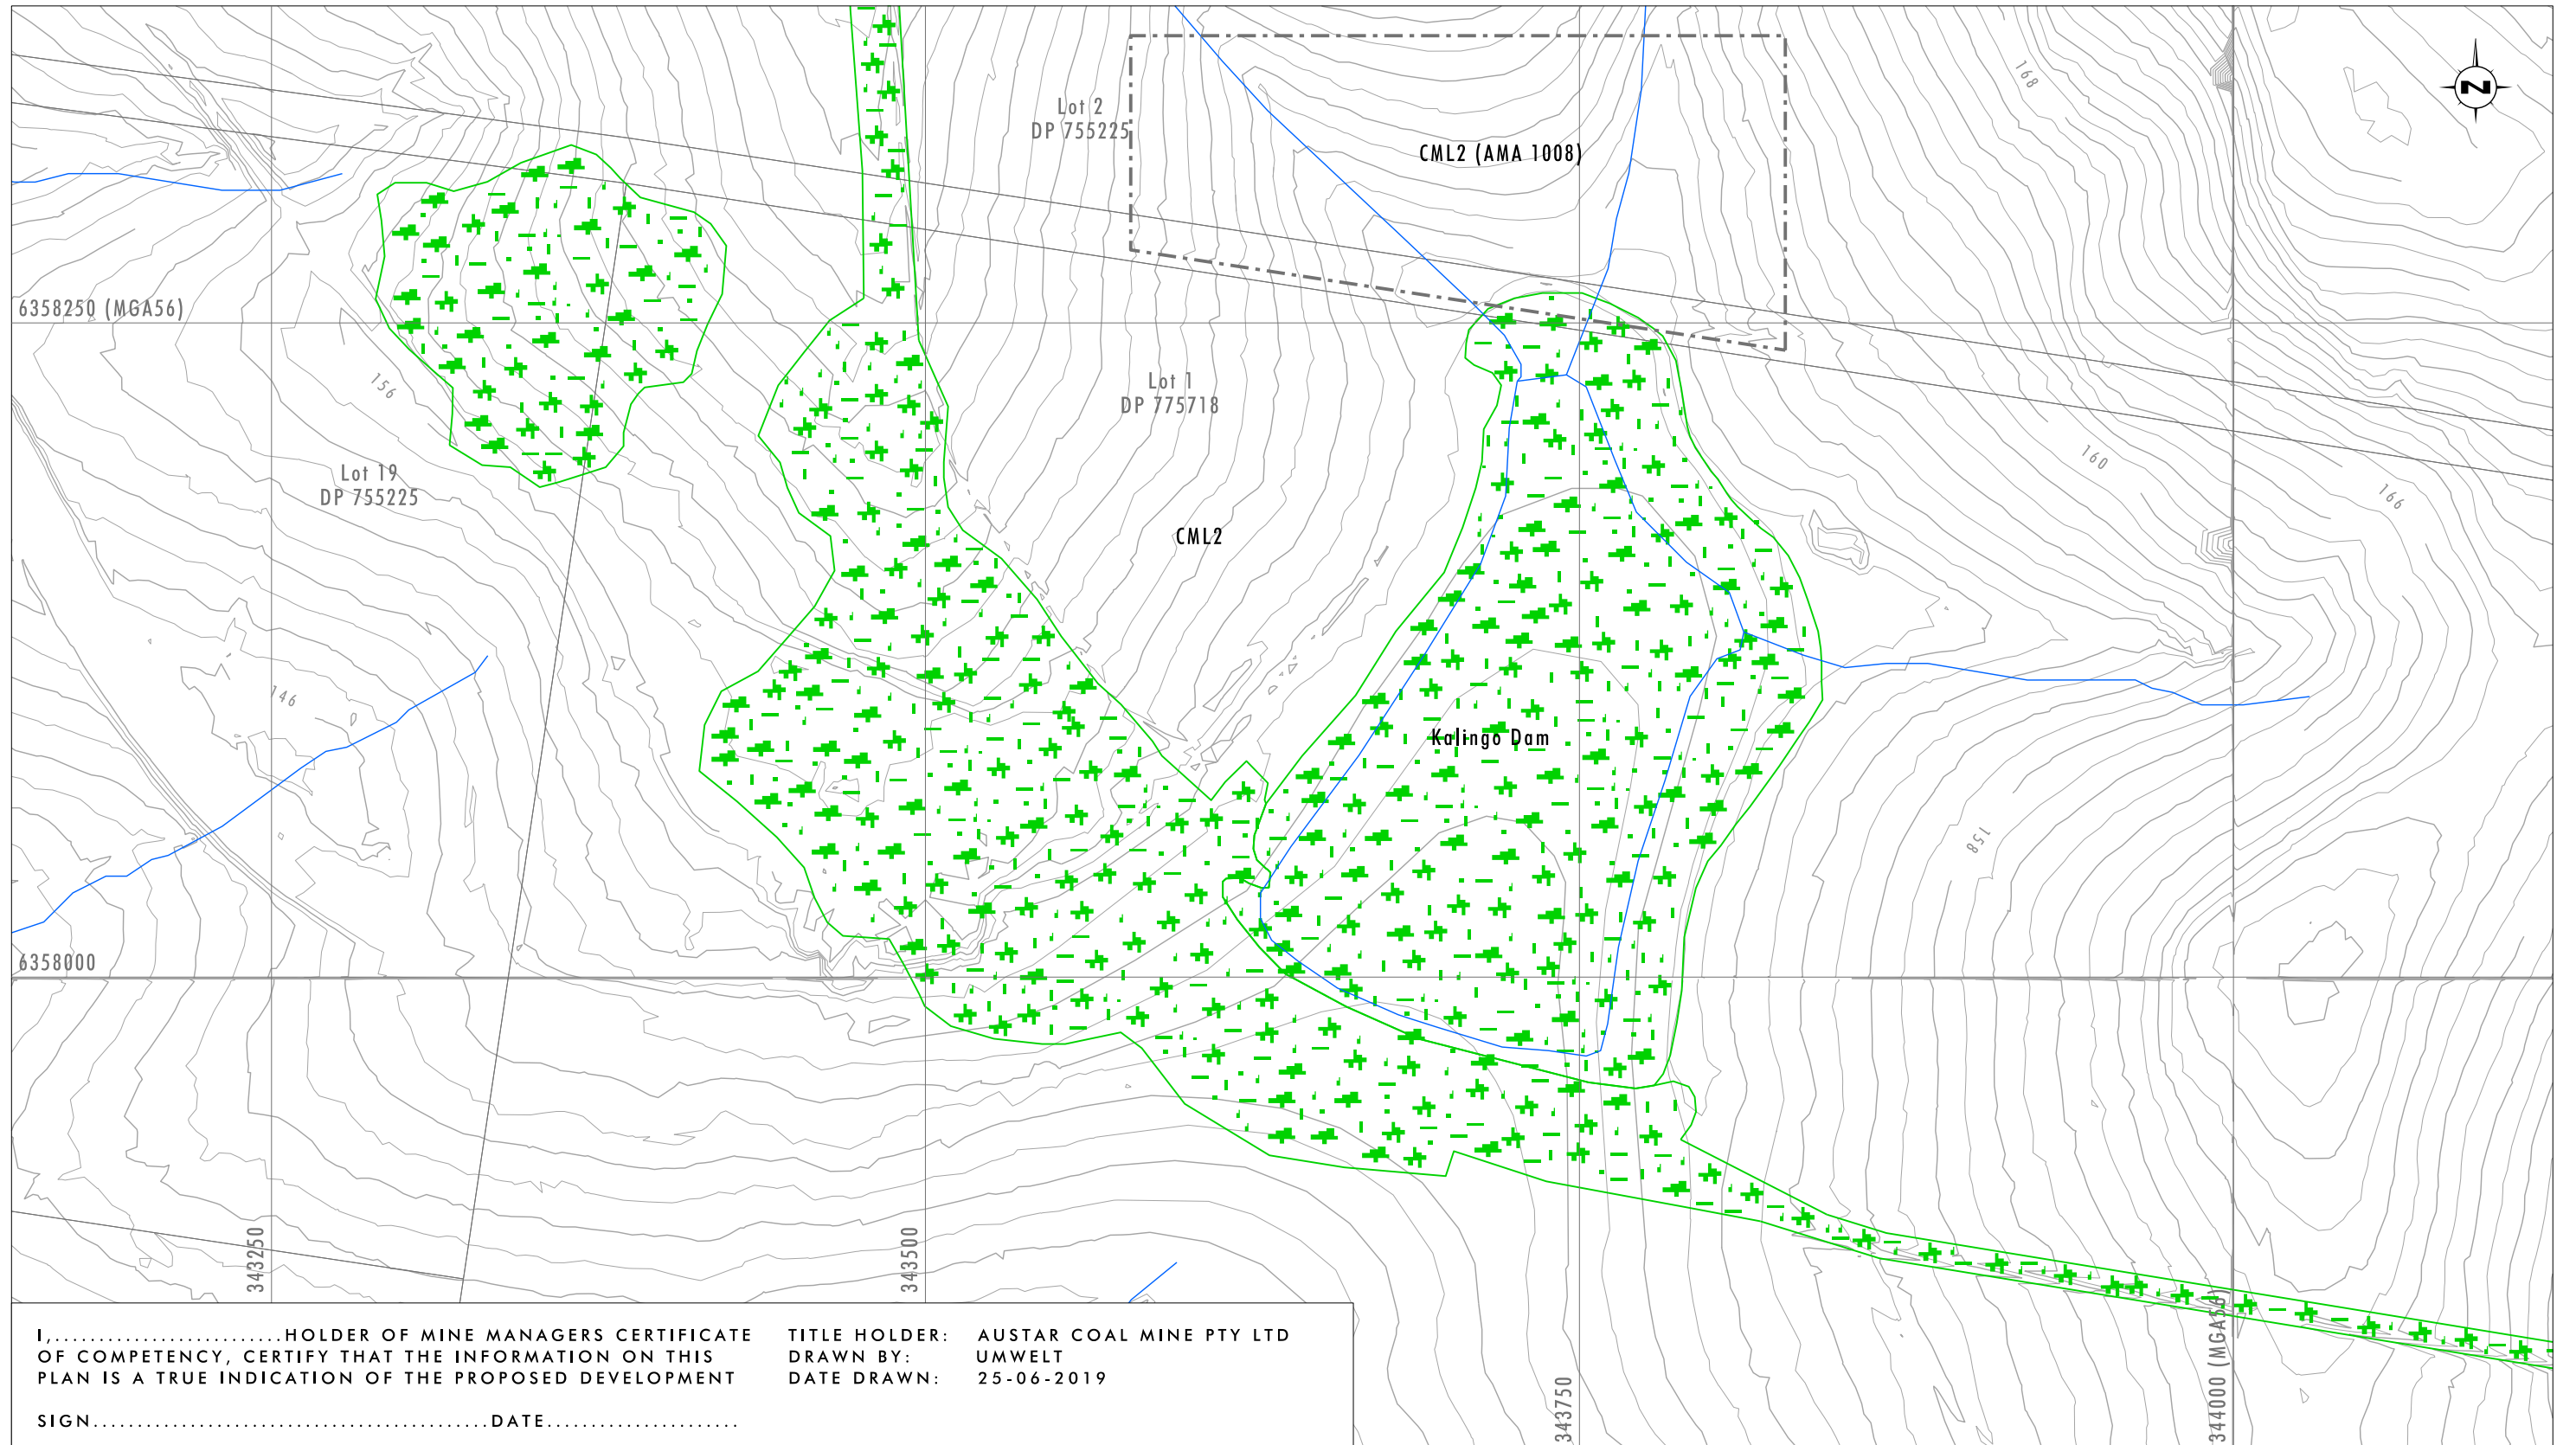 N
168
Lot 2
DP 755225
CML2 (AMA 1008)
6358250 (MGA56)
156
Lot 1
DP 775718
160
166
Lot 19
DP 755225
CML2
146
Kalingo Dam
158
6358000
343250
343500
343750
344000 (MGA56)
I,..........................HOLDER OF MINE MANAGERS CERTIFICATE
OF COMPETENCY, CERTIFY THAT THE INFORMATION ON THIS
PLAN IS A TRUE INDICATION OF THE PROPOSED DEVELOPMENT
SIGN.............................................DATE......................
TITLE HOLDER: AUSTAR COAL MINE PTY LTD
DRAWN BY: UMWELT
DATE DRAWN: 25-06-2019